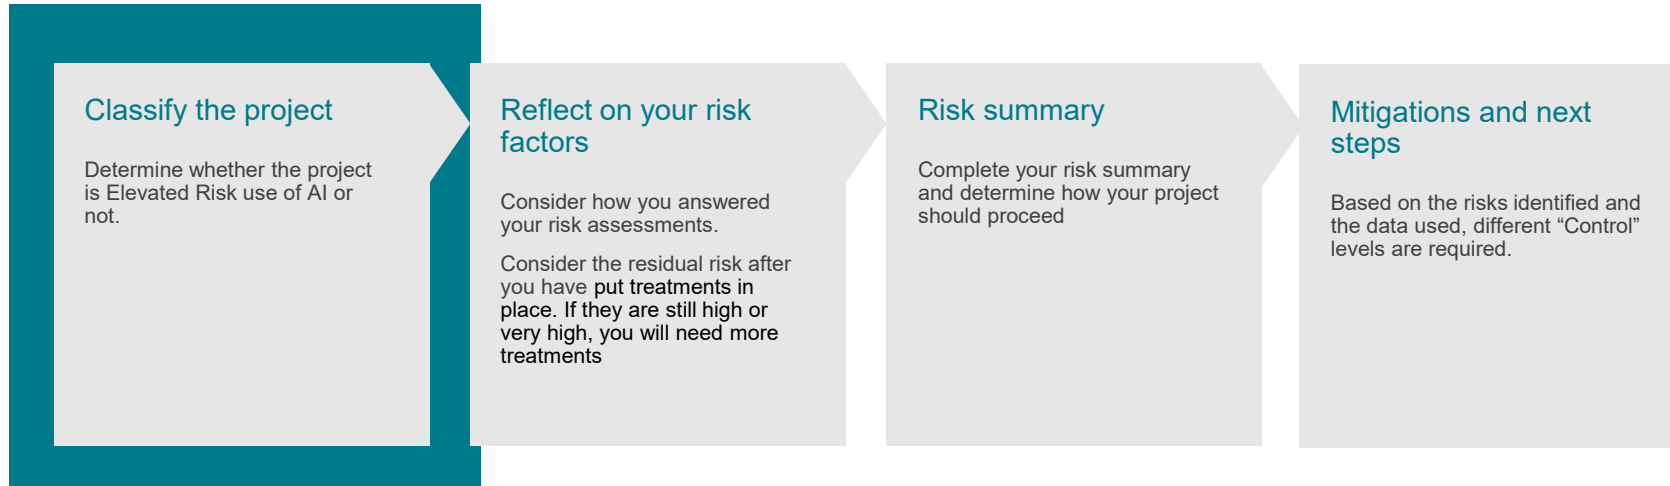 Classify the project
Determine whether the project
is Elevated Risk use of AI or
not.
Reflect on your risk
factors
Consider how you answered
your risk assessments.
Consider the residual risk after
you have put treatments in
place. If they are still high or
very high, you will need more
treatments
Risk summary
Complete your risk summary
and determine how your project
should proceed
Mitigations and next
steps
Based on the risks identified and
the data used, different “Control”
levels are required.